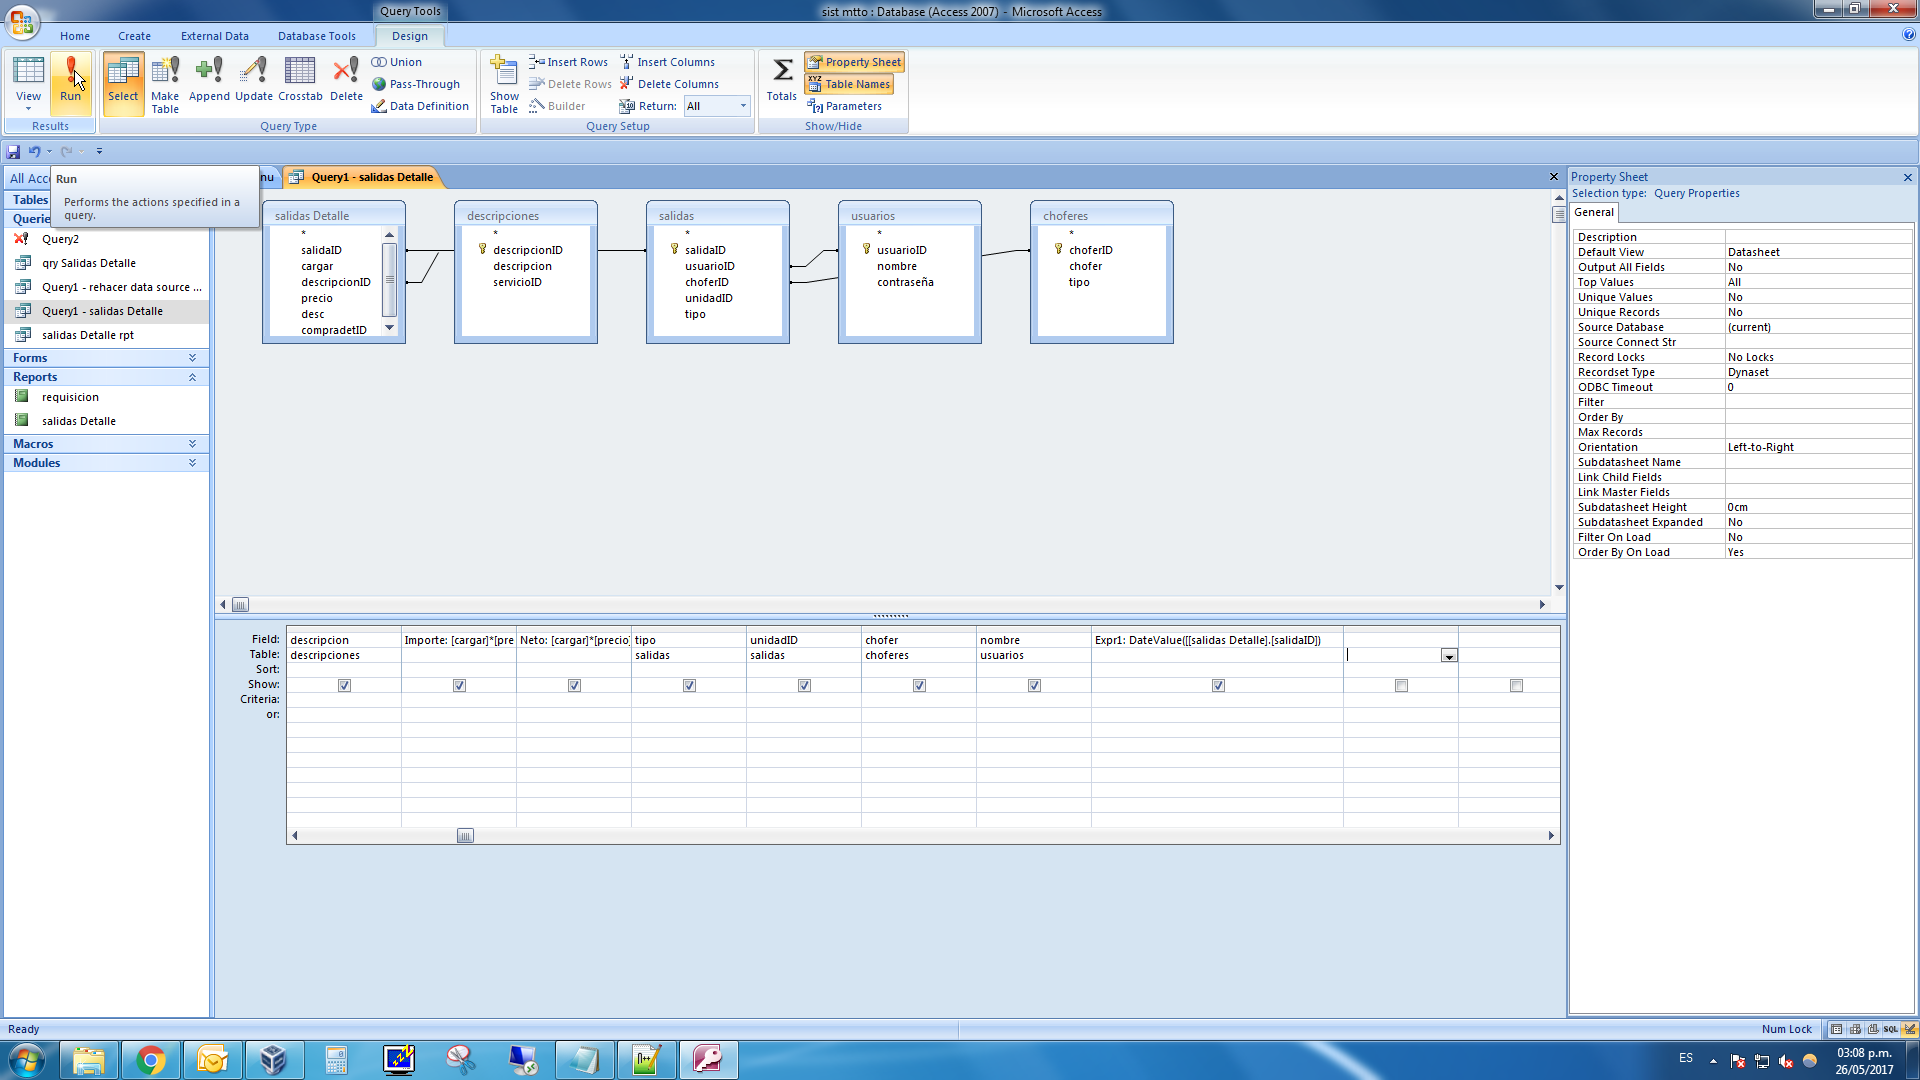 Query Tools
sist mtto : Database (Access 2007) - Microsoft Access
Home
Create
External Data
Database Tools
Design
View
Run
Select
Make Table
Append
Update
Crosstab
Delete
Union
Pass-Through
Data Definition
Show Table
Insert Rows
Delete Rows
Builder
Insert Columns
Delete Columns
Return: All
Totals
Property Sheet
Table Names
Parameters
Results
Query Type
Query Setup
Show/Hide
All Acc
Run
Performs the actions specified in a
query.
nu
Query1 - salidas Detalle
Tables
Querie
Query2
qry Salidas Detalle
Query1 - rehacer data source ...
Query1 - salidas Detalle
salidas Detalle rpt
Forms
Reports
requisicion
salidas Detalle
Macros
Modules
salidas Detalle
*
salidaID
cargar
descripcionID
precio
desc
compradetID
descripciones
*
descripcionID
descripcion
servicioID
salidas
*
salidaID
usuarioID
choferID
unidadID
tipo
usuarios
*
usuarioID
nombre
contraseña
choferes
*
choferID
chofer
tipo
Field: descripcion Importe: [cargar]*[pre Neto: [cargar]*[precio] tipo unidadID chofer nombre Expr1: DateValue([[salidas Detalle].[salidaID])
Table: descripciones salidas salidas choferes usuarios
Sort:
Show:
Criteria:
or:
Property Sheet
Selection type: Query Properties
General
Description
Default View Datasheet
Output All Fields No
Top Values All
Unique Values No
Unique Records No
Source Database (current)
Source Connect Str
Record Locks No Locks
Recordset Type Dynaset
ODBC Timeout 0
Filter
Order By
Max Records
Orientation Left-to-Right
Subdatasheet Name
Link Child Fields
Link Master Fields
Subdatasheet Height 0cm
Subdatasheet Expanded No
Filter On Load No
Order By On Load Yes
Ready
Num Lock
SQL
ES
03:08 p.m.
26/05/2017